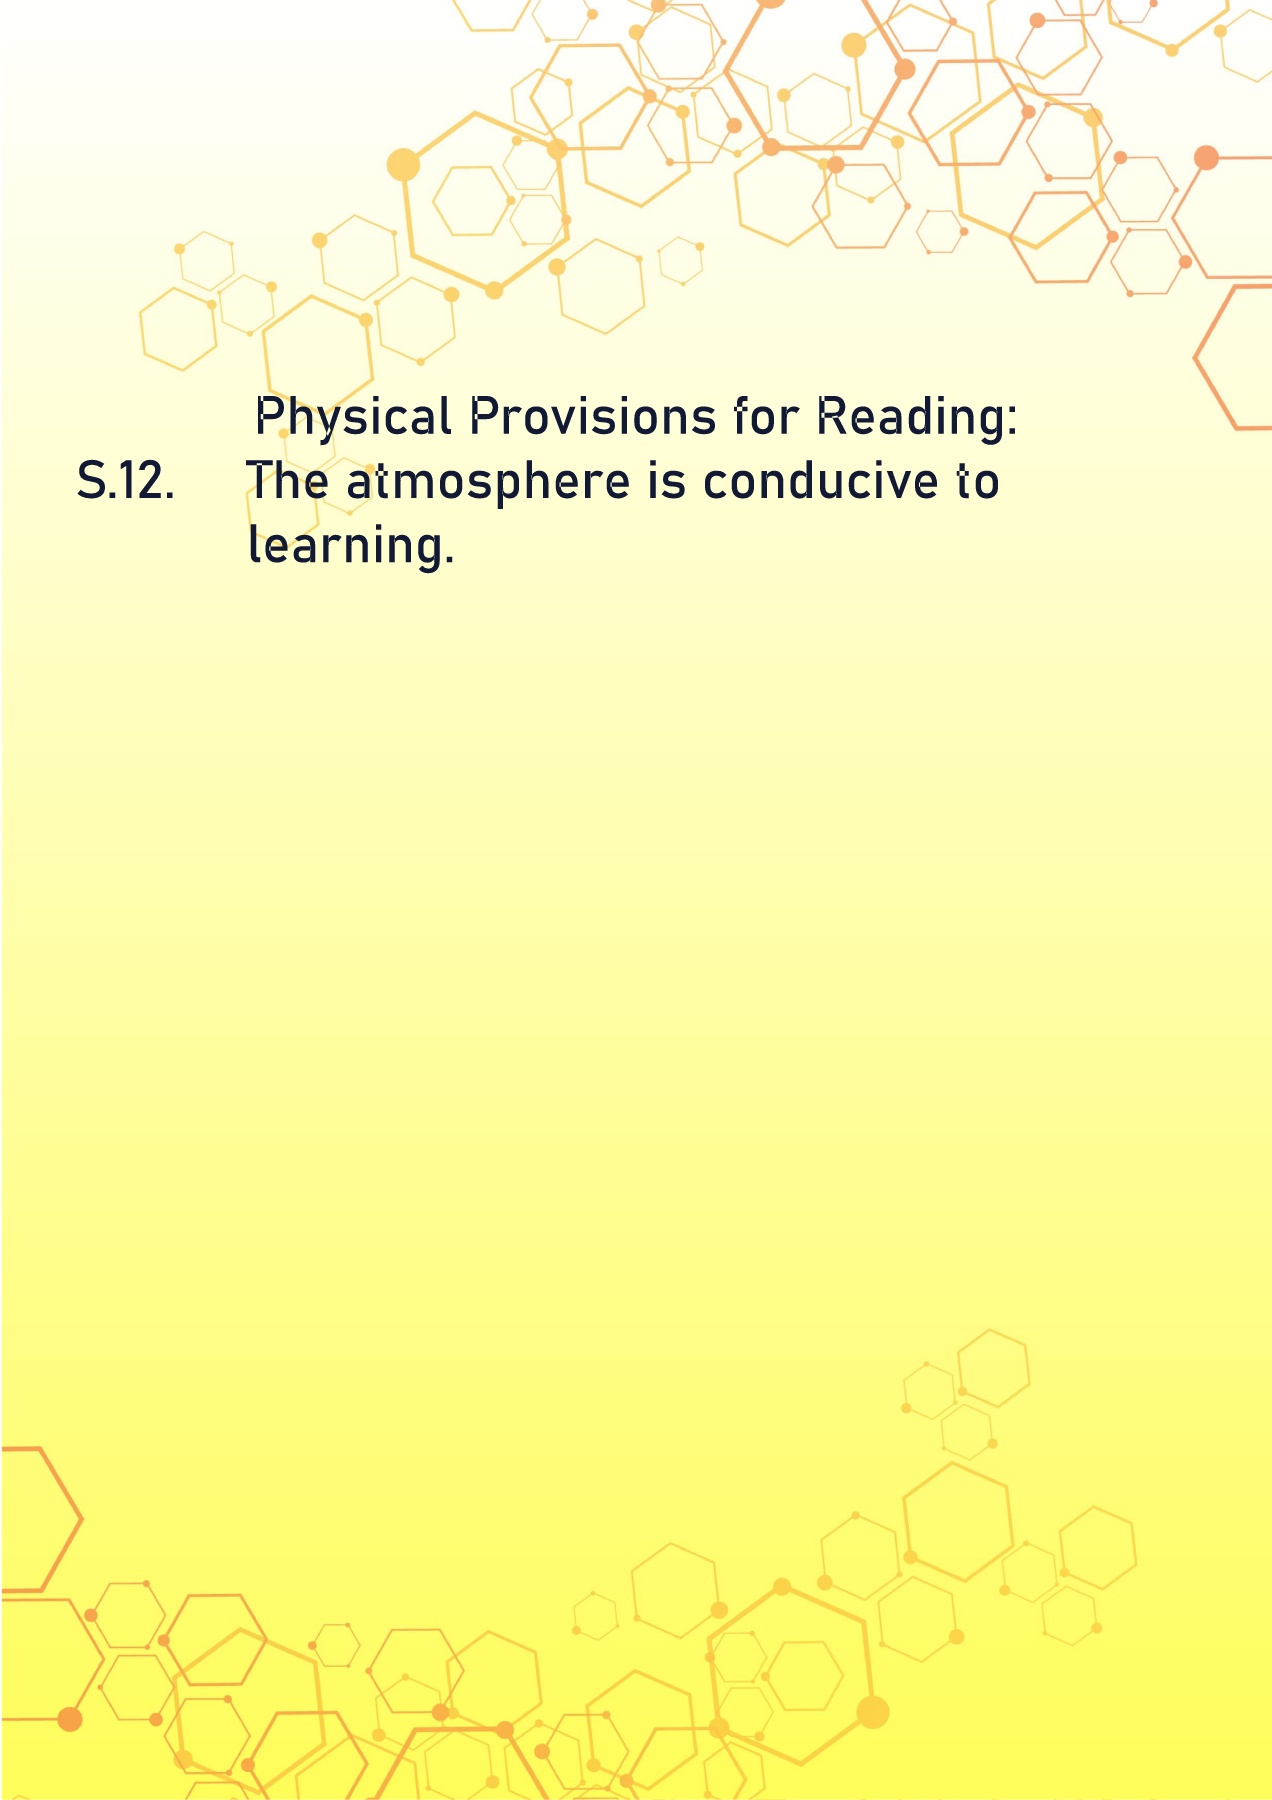 Physical Provisions for Reading:
S.12. The atmosphere is conducive to
learning.